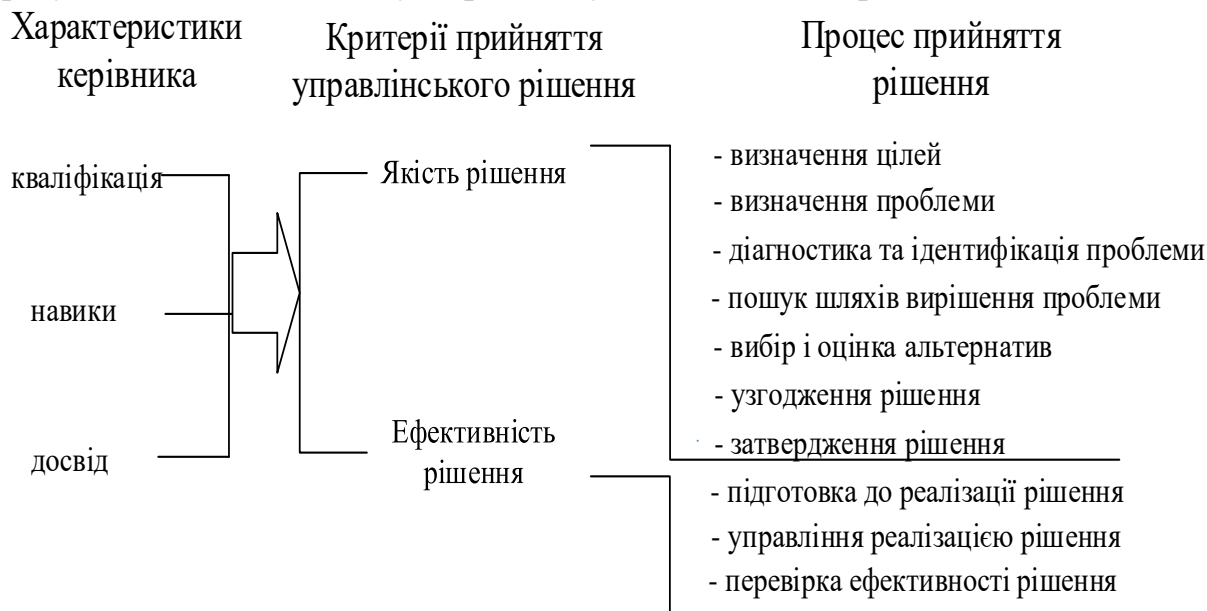 Характеристики
керівника
Критерії прийняття
управлінського рішення
Процес прийняття
рішення
кваліфікація
навики
досвід
Якість рішення
Ефективність
рішення
- визначення цілей
- визначення проблеми
- діагностика та ідентифікація проблеми
- пошук шляхів вирішення проблеми
- вибір і оцінка альтернатив
- узгодження рішення
- затвердження рішення
- підготовка до реалізації рішення
- управління реалізацією рішення
- перевірка ефективності рішення